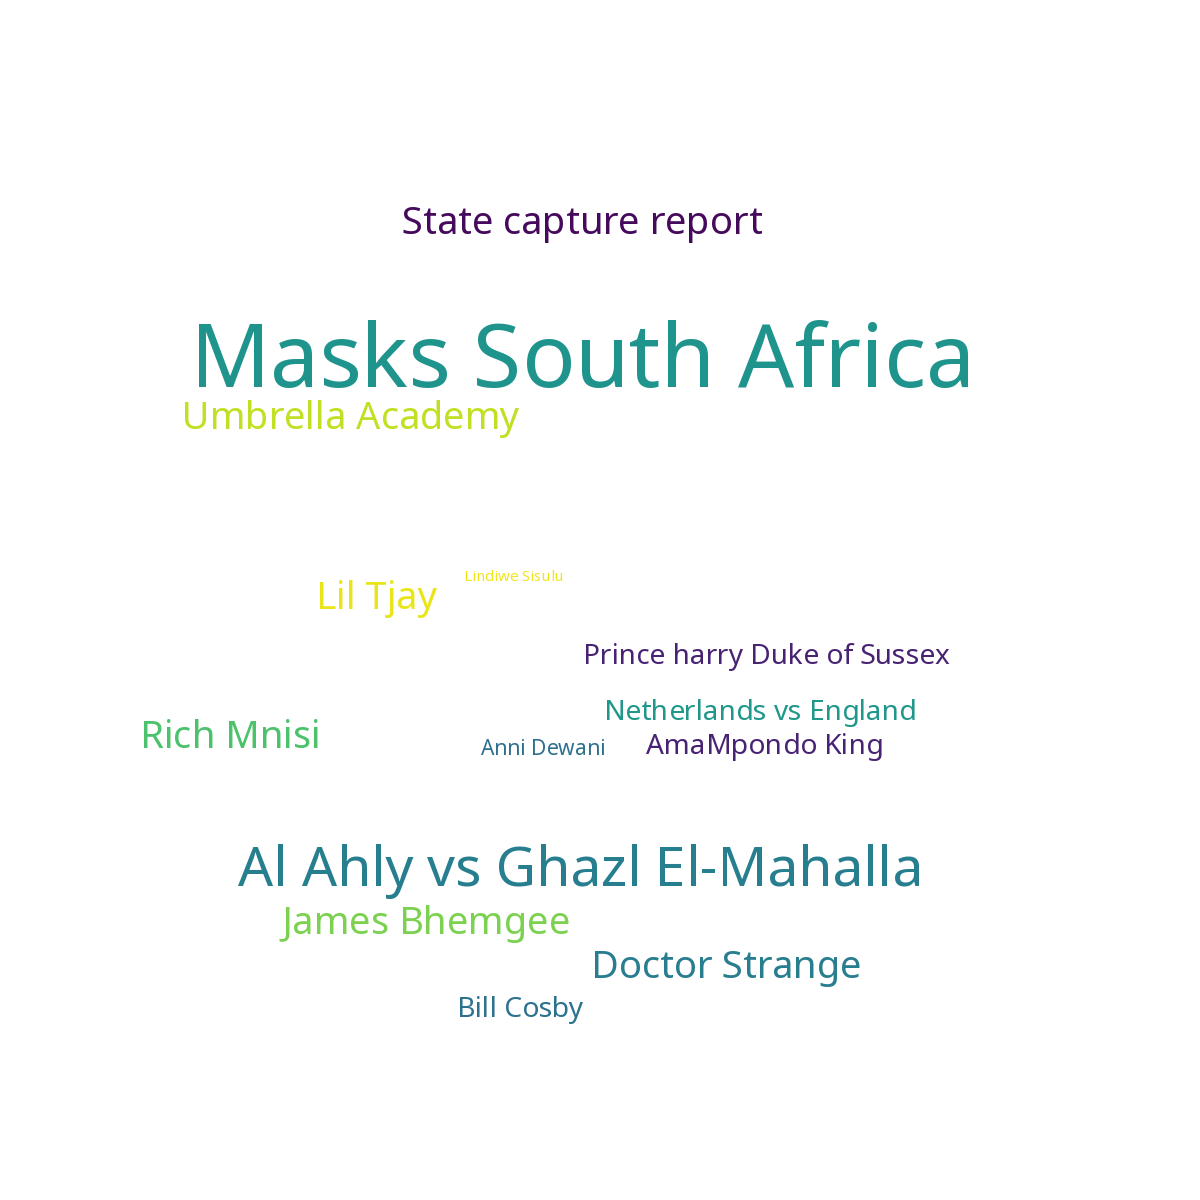 State capture report
Masks South Africa
Umbrella Academy
Lindiwe Sisulu
Lil Tjay
Prince harry Duke of Sussex
Netherlands vs England
Rich Mnisi
Anni Dewani
AmaMpondo King
Al Ahly vs Ghazl El-Mahalla
James Bhemgee
Doctor Strange
Bill Cosby